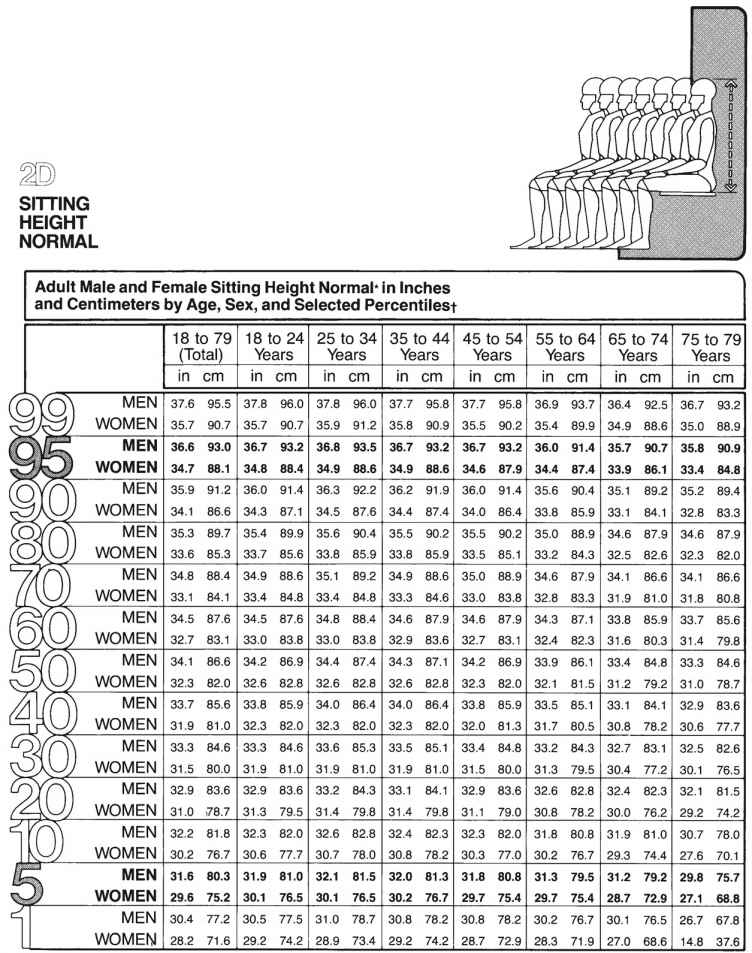 2D
SITTING
HEIGHT
NORMAL
Adult Male and Female Sitting Height Normal* in Inches
and Centimeters by Age, Sex, and Selected Percentiles†
18 to 79 18 to 24 25 to 34 35 to 44 45 to 54 55 to 64 65 to 74 75 to 79
(Total) Years Years Years Years Years Years Years
in cm in cm in cm in cm in cm in cm in cm in cm
99 MEN 37.6 95.5 37.8 96.0 37.8 96.0 37.7 95.8 37.7 95.8 36.9 93.7 36.4 92.5 36.7 93.2
WOMEN 35.7 90.7 35.7 90.7 35.9 91.2 35.8 90.9 35.5 90.2 35.4 89.9 34.9 88.6 35.0 88.9
95 MEN 36.6 93.0 36.7 93.2 36.8 93.5 36.7 93.2 36.7 93.2 36.0 91.4 35.7 90.7 35.8 90.9
WOMEN 34.7 88.1 34.8 88.4 34.9 88.6 34.9 88.6 34.6 87.9 34.4 87.4 33.9 86.1 33.4 84.8
90 MEN 35.9 91.2 36.0 91.4 36.3 92.2 36.2 91.9 36.0 91.4 35.6 90.4 35.1 89.2 35.2 89.4
WOMEN 34.1 86.6 34.3 87.1 34.5 87.6 34.4 87.4 34.0 86.4 33.8 85.9 33.1 84.1 32.8 83.3
80 MEN 35.3 89.7 35.4 89.9 35.6 90.4 35.5 90.2 35.5 90.2 35.0 88.9 34.6 87.9 34.6 87.9
WOMEN 33.6 85.3 33.7 85.6 33.8 85.9 33.8 85.9 33.5 85.1 33.2 84.3 32.5 82.6 32.3 82.0
70 MEN 34.8 88.4 34.9 88.6 35.1 89.2 34.9 88.6 35.0 88.9 34.6 87.9 34.1 86.6 34.1 86.6
WOMEN 33.1 84.1 33.4 84.8 33.4 84.8 33.3 84.6 33.0 83.8 32.8 83.3 31.9 81.0 31.8 80.8
60 MEN 34.5 87.6 34.5 87.6 34.8 88.4 34.6 87.9 34.6 87.9 34.3 87.1 33.8 85.9 33.7 85.6
WOMEN 32.7 83.1 33.0 83.8 33.0 83.8 32.9 83.6 32.7 83.1 32.4 82.3 31.6 80.3 31.4 79.8
50 MEN 34.1 86.6 34.2 86.9 34.4 87.4 34.3 87.1 34.2 86.9 33.9 86.1 33.4 84.8 33.3 84.6
WOMEN 32.3 82.0 32.6 82.8 32.6 82.8 32.6 82.8 32.3 82.0 32.1 81.5 31.2 79.2 31.0 78.7
40 MEN 33.7 85.6 33.8 85.9 34.0 86.4 34.0 86.4 33.8 85.9 33.5 85.1 33.1 84.1 32.9 83.6
WOMEN 31.9 81.0 32.3 82.0 32.3 82.0 32.3 82.0 32.0 81.3 31.7 80.5 30.8 78.2 30.6 77.7
30 MEN 33.3 84.6 33.3 84.6 33.6 85.3 33.5 85.1 33.4 84.8 33.2 84.3 32.7 83.1 32.5 82.6
WOMEN 31.5 80.0 31.9 81.0 31.9 81.0 31.9 81.0 31.5 80.0 31.3 79.5 30.4 77.2 30.1 76.5
20 MEN 32.9 83.6 32.9 83.6 33.2 84.3 33.1 84.1 32.9 83.6 32.6 82.8 32.4 82.3 32.1 81.5
WOMEN 31.0 78.7 31.3 79.5 31.4 79.8 31.4 79.8 31.1 79.0 30.8 78.2 30.0 76.2 29.2 74.2
10 MEN 32.2 81.8 32.3 82.0 32.6 82.8 32.4 82.3 32.3 82.0 31.8 80.8 31.9 81.0 30.7 78.0
WOMEN 30.2 76.7 30.6 77.7 30.7 78.0 30.8 78.2 30.3 77.0 30.2 76.7 29.3 74.4 27.6 70.1
5 MEN 31.6 80.3 31.9 81.0 32.1 81.5 32.0 81.3 31.8 80.8 31.3 79.5 31.2 79.2 29.8 75.7
WOMEN 29.6 75.2 30.1 76.5 30.1 76.5 30.2 76.7 29.7 75.4 29.7 75.4 28.7 72.9 27.1 68.8
1 MEN 30.4 77.2 30.5 77.5 31.0 78.7 30.8 78.2 30.8 78.2 30.2 76.7 30.1 76.5 26.7 67.8
WOMEN 28.2 71.6 29.2 74.2 28.9 73.4 29.2 74.2 28.7 72.9 28.3 71.9 27.0 68.6 14.8 37.6